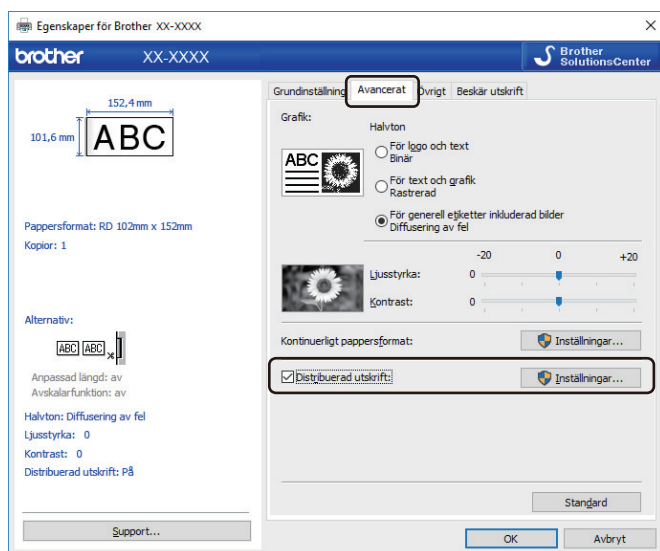 Egenskaper för Brother XX-XXXX
brother XX-XXXX
Brother
SolutionsCenter
152,4 mm
101,6 mm
ABC
Pappersformat: RD 102mm x 152mm
Kopior: 1
Alternativ:
ABC ABC
Anpassad längd: av
Avskalarfunktion: av
Halvton: Diffusering av fel
Ljusstyrka: 0
Kontrast: 0
Distribuerad utskrift: På
Support...
Grundinställning Avancerat Övrigt Beskär utskrift
Grafik:
ABC
Halvton
För logo och text
Binär
För text och grafik
Rastrerad
För generell etiketter inkluderad bilder
Diffusering av fel
-20 0 +20
Ljusstyrka: 0
Kontrast: 0
Kontinuerligt pappersformat: Inställningar...
Distribuerad utskrift: Inställningar...
Standard
OK Avbryt